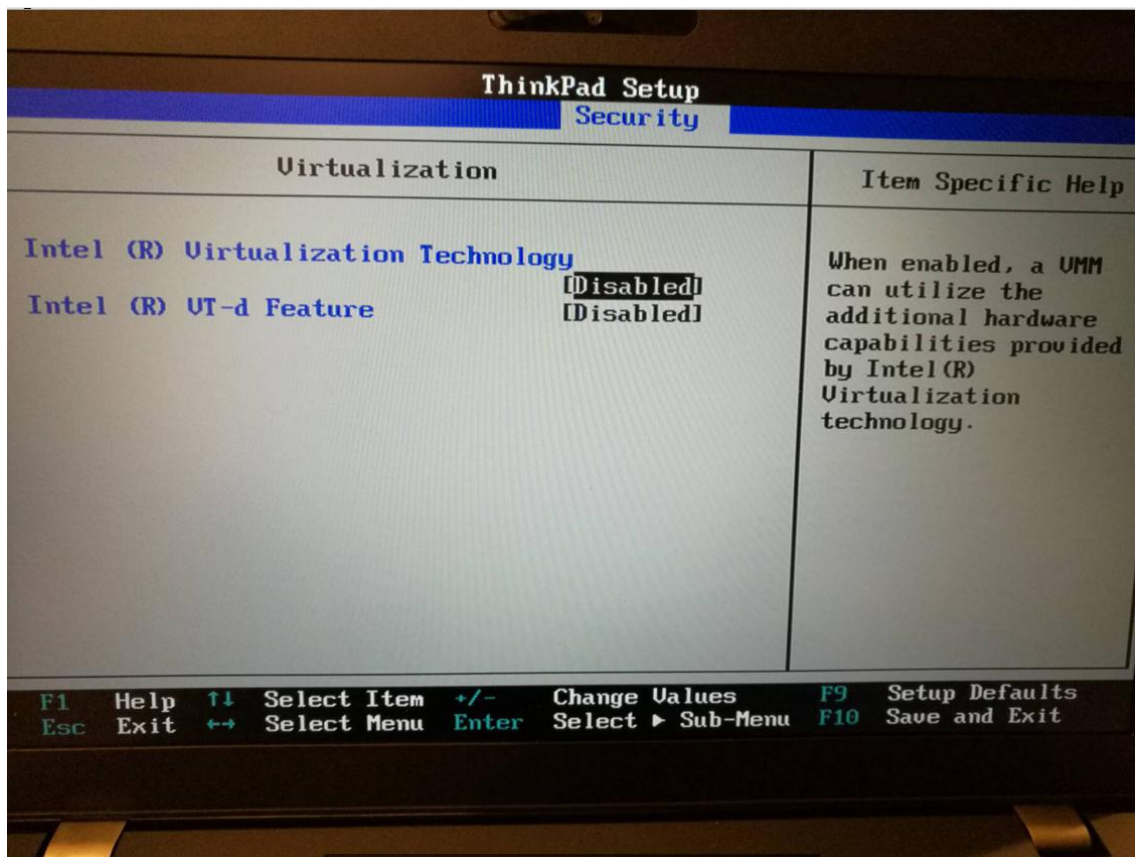 ThinkPad Setup
Security
Virtualization
Item Specific Help
Intel (R) Virtualization Technology
[Disabled]
Intel (R) VT-d Feature [Disabled]
When enabled, a VMM
can utilize the
additional hardware
capabilities provided
by Intel(R)
Virtualization
technology.
F1 Help ↑↓ Select Item +/- Change Values F9 Setup Defaults
Esc Exit ↔ Select Menu Enter Select ▶ Sub-Menu F10 Save and Exit